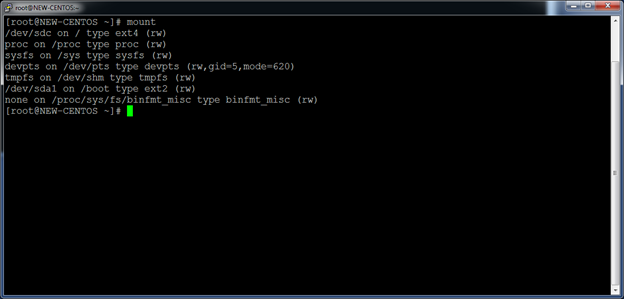 root@NEW-CENTOS:~
[root@NEW-CENTOS ~]# mount
/dev/sdc on / type ext4 (rw)
proc on /proc type proc (rw)
sysfs on /sys type sysfs (rw)
devpts on /dev/pts type devpts (rw,gid=5,mode=620)
tmpfs on /dev/shm type tmpfs (rw)
/dev/sda1 on /boot type ext2 (rw)
none on /proc/sys/fs/binfmt_misc type binfmt_misc (rw)
[root@NEW-CENTOS ~]#